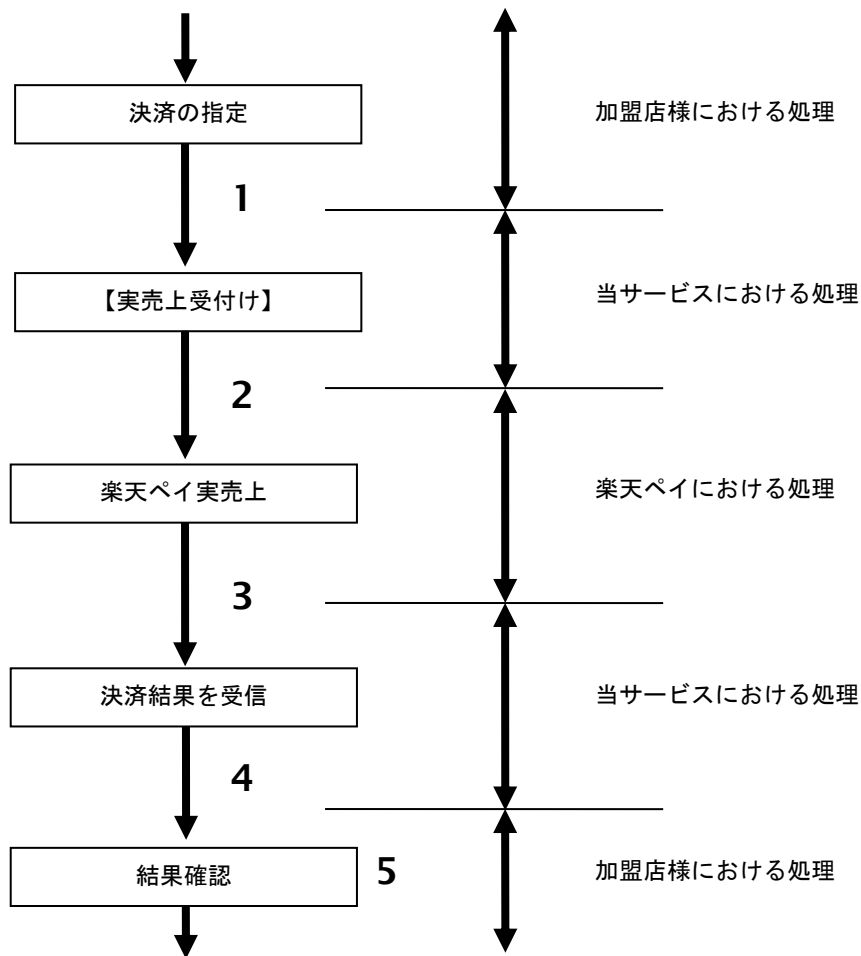 決済の指定
加盟店様における処理
1
【実売上受付け】
当サービスにおける処理
2
楽天ペイ実売上
楽天ペイにおける処理
3
決済結果を受信
当サービスにおける処理
4
結果確認
5
加盟店様における処理